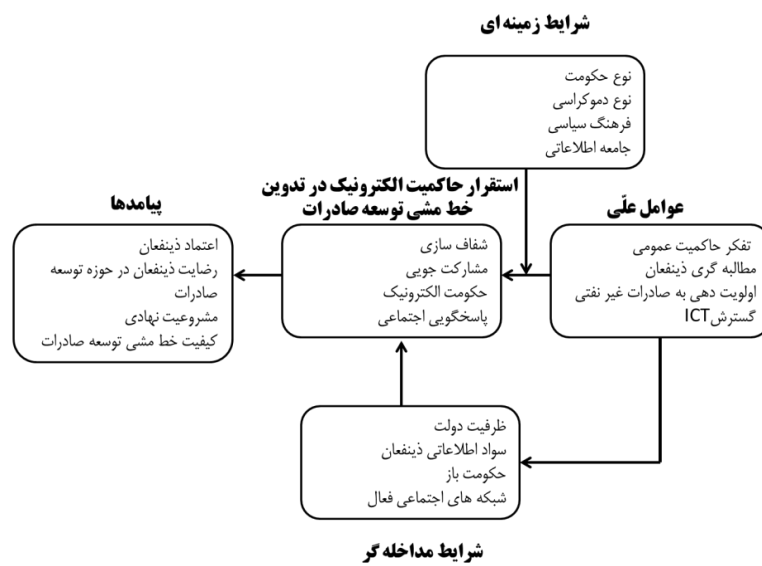 شرایط زمینه ای
نوع حکومت
نوع دموکراسی
فرهنگ سیاسی
جامعه اطلاعاتی
عوامل علّی
تفکر حاکمیت عمومی
مطالبه گری ذینفعان
اولویت دهی به صادرات غیر نفتی
گسترشICT
استقرار حاکمیت الکترونیک در تدوین
خط مشی توسعه صادرات
شفاف سازی
مشارکت جویی
حکومت الکترونیک
پاسخگویی اجتماعی
پیامدها
اعتماد ذینفعان
رضایت ذینفعان در حوزه توسعه
صادرات
مشروعیت نهادی
کیفیت خط مشی توسعه صادرات
ظرفیت دولت
سواد اطلاعاتی ذینفعان
حکومت باز
شبکه های اجتماعی فعال
شرایط مداخله گر